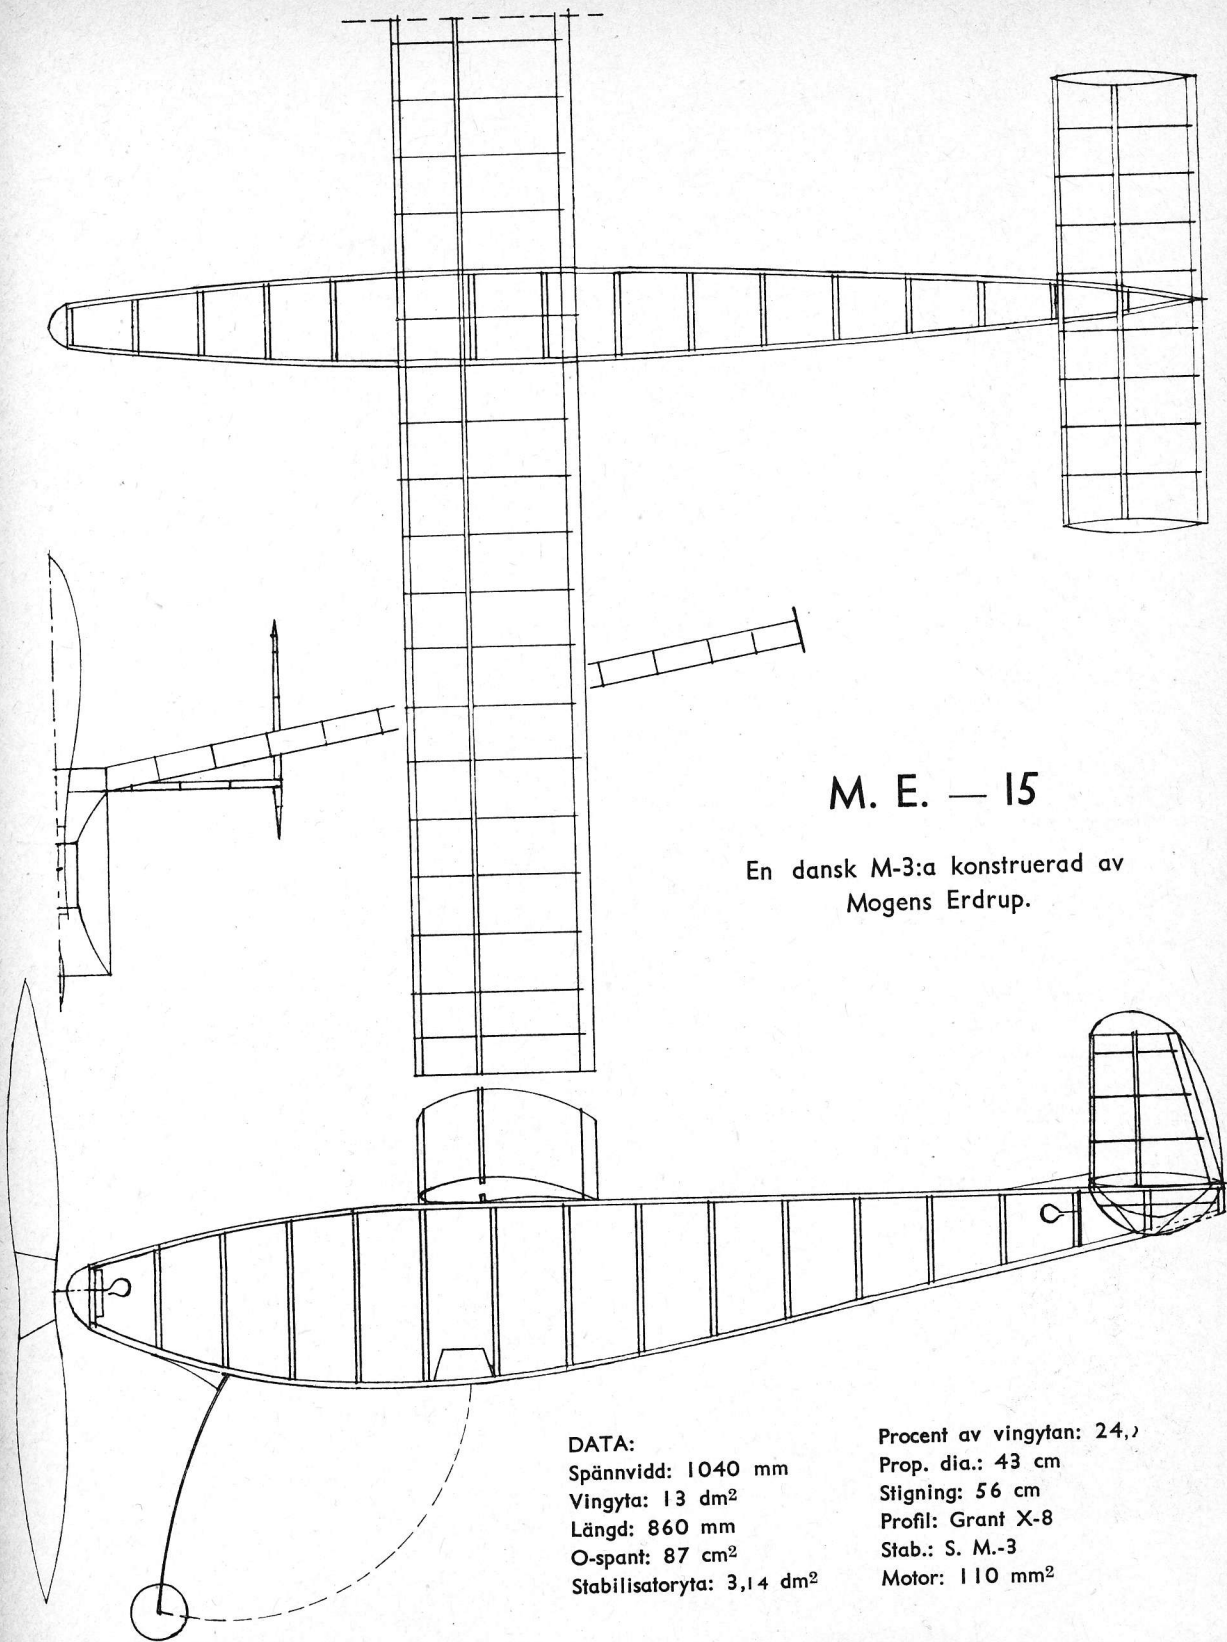 M. E. — 15
En dansk M-3:a konstruerad av
Mogens Erdrup.
DATA:
Spännvidd: 1040 mm
Vingyta: 13 dm²
Längd: 860 mm
O-spant: 87 cm²
Stabilisatoryta: 3,14 dm²
Procent av vingytan:
Prop. dia.: 43 cm
Stigning: 56 cm
Profil: Grant X-8
Stab.: S. M.-3
Motor: 110 mm²